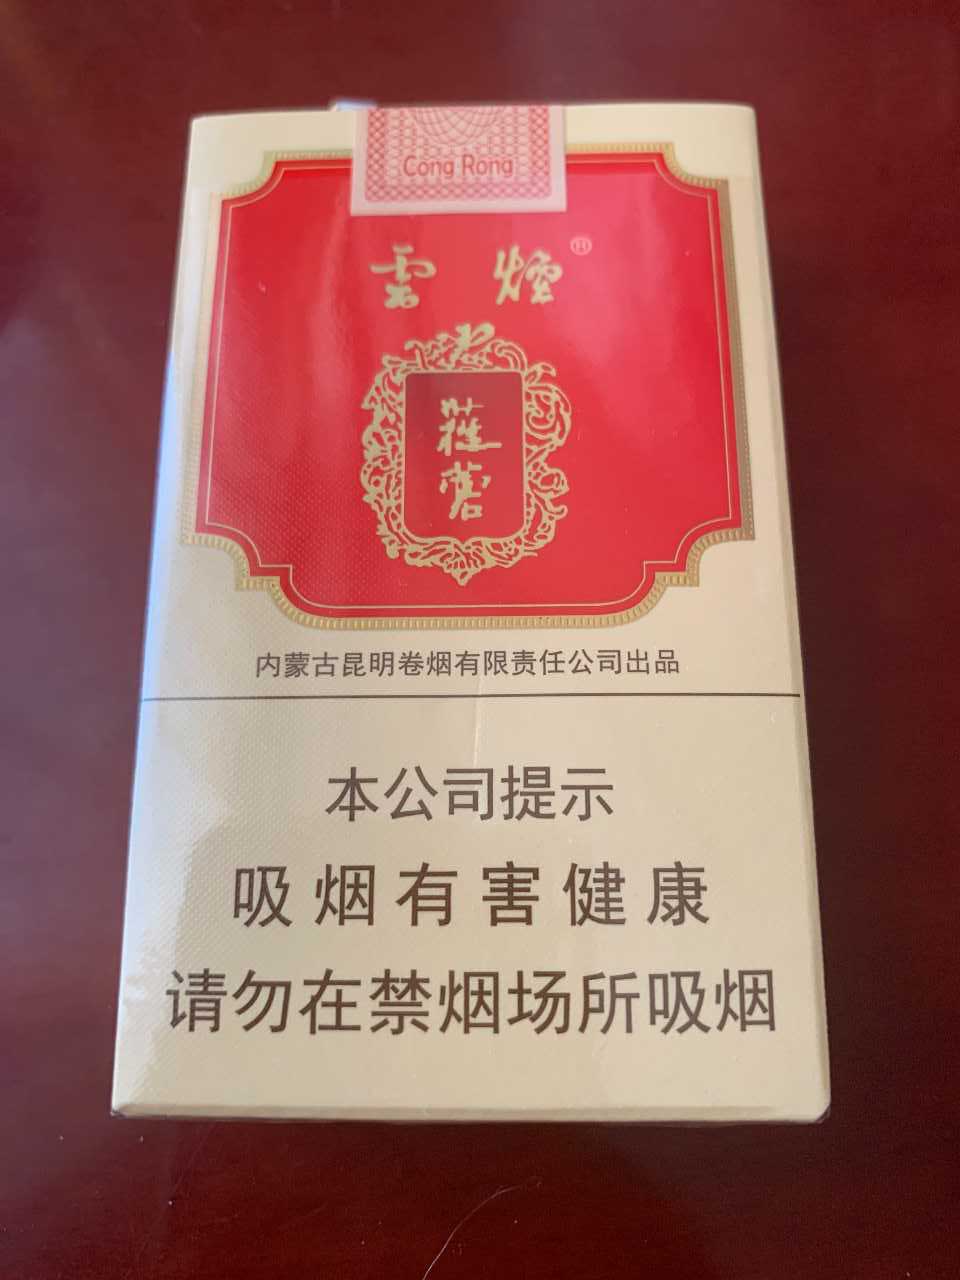 Cong Rong
雲煙®
蓯
蓉
内蒙古昆明卷烟有限责任公司出品
本公司提示
吸烟有害健康
请勿在禁烟场所吸烟